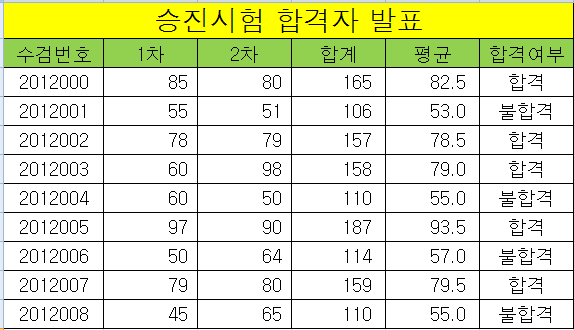 승진시험 합격자 발표
수검번호 1차 2차 합계 평균 합격여부
2012000 85 80 165 82.5 합격
2012001 55 51 106 53.0 불합격
2012002 78 79 157 78.5 합격
2012003 60 98 158 79.0 합격
2012004 60 50 110 55.0 불합격
2012005 97 90 187 93.5 합격
2012006 50 64 114 57.0 불합격
2012007 79 80 159 79.5 합격
2012008 45 65 110 55.0 불합격